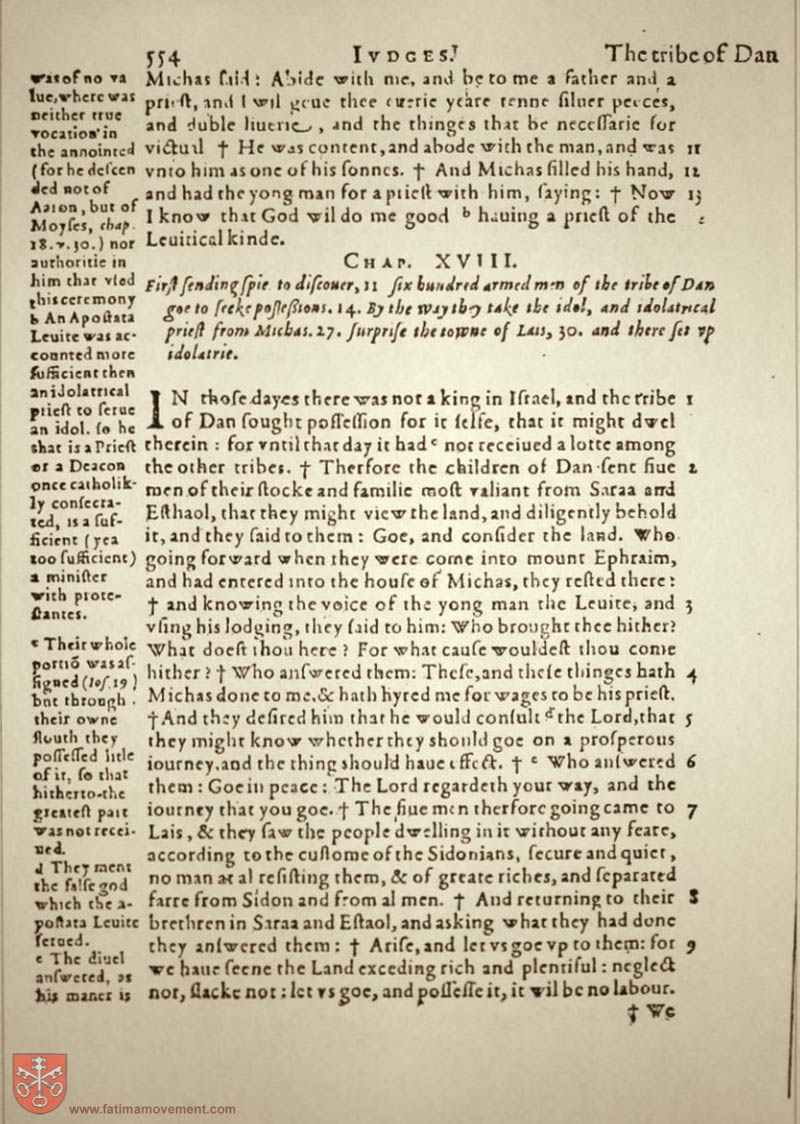 554 IVDGES. The tribe of Dan
Michas ſaid: Abide with me, and be to me a father and a
prieſt, and I wil geue thee euerie yeare tenne ſiluer peeces,
and duble liuerie, and the thinges that be neceſſarie for
victual † He was content, and abode with the man, and was 11
vnto him as one of his ſonnes. † And Michas filled his hand, 12
and had the yong man for a prieſt with him, ſaying: † Now 13
I know that God wil do me good b hauing a prieſt of the
Leuitical kinde.
CHAP. XVIII.
Firſt ſending ſpie to diſcouer, 11 ſix hundred armed men of the tribe of Dan
goe to ſeeke poſſeſsions. 14. By the way they take the idol, and idolatrical
prieſt from Michas. 27. ſurpriſe the towne of Lais, 30. and there ſet vp
idolatrie.
IN thoſe dayes there was not a king in Iſrael, and the tribe 1
of Dan ſought poſſeſſion for it ſelfe, that it might dwel
therein : for vntil that day it had c not receiued a lotte among
the other tribes. † Therfore the children of Dan ſent fiue 2
men of their ſtocke and familie moſt valiant from Saraa and
Eſthaol, that they might view the land, and diligently behold
it, and they ſaid to them : Goe, and conſider the land. Who
going forward when they were come into mount Ephraim,
and had entered into the houſe of Michas, they reſted there :
† and knowing the voice of the yong man the Leuite, and 3
vſing his lodging, they ſaid to him: Who brought thee hither?
What doeſt thou here ? For what cauſe wouldeſt thou come
hither ? † Who anſwered them: Theſe, and theſe thinges hath 4
Michas done to me, & hath hyred me for wages to be his prieſt.
† And they deſired him that he would conſult d the Lord, that 5
they might know whether they should goe on a proſperous
iourney, and the thing should haue effect. † e Who anſwered 6
them : Goe in peace : The Lord regardeth your way, and the
iourney that you goe. † The fiue men therfore going came to 7
Lais, & they ſaw the people dwelling in it without any feare,
according to the cuſtome of the Sidonians, ſecure and quiet,
no man at al reſiſting them, & of greate riches, and ſeparated
farre from Sidon and from al men. † And returning to their 8
brethren in Saraa and Eſtaol, and asking what they had done
they anſwered them : † Ariſe, and let vs goe vp to them: for 9
we haue ſeene the Land exceding rich and plentiful : neglect
not, ſlacke not : let vs goe, and poſſeſſe it, it wil be no labour.
† We
was of no va
lue, where was
neither true
vocation in
the annointed
(for he deſcen
ded not of
Aaron, but of
Moyſes, chap.
18. v. 30.) nor
authoritie in
him that vſed
this ceremony
b An Apoſtata
Leuite was ac-
counted more
ſufficient then
an idolatrical
prieſt to ſerue
an idol. ſo he
that is a Prieſt
or a Deacon
once catholik-
ly conſecra-
ted, is a ſuf-
ficient (yea
too ſufficient)
a miniſter
with prote-
ſtantes.
c Their whole
portiõ was aſ-
ſigned (Ioſ. 19)
but through
their owne
ſlouth they
poſſeſſed litle
of it, ſo that
hitherto the
greateſt part
was not recei-
ued.
d They ment
the falſe god
which the a-
poſtata Leuite
ſerued.
e The diuel
anſwered, as
his maner is
www.fatimamovement.com